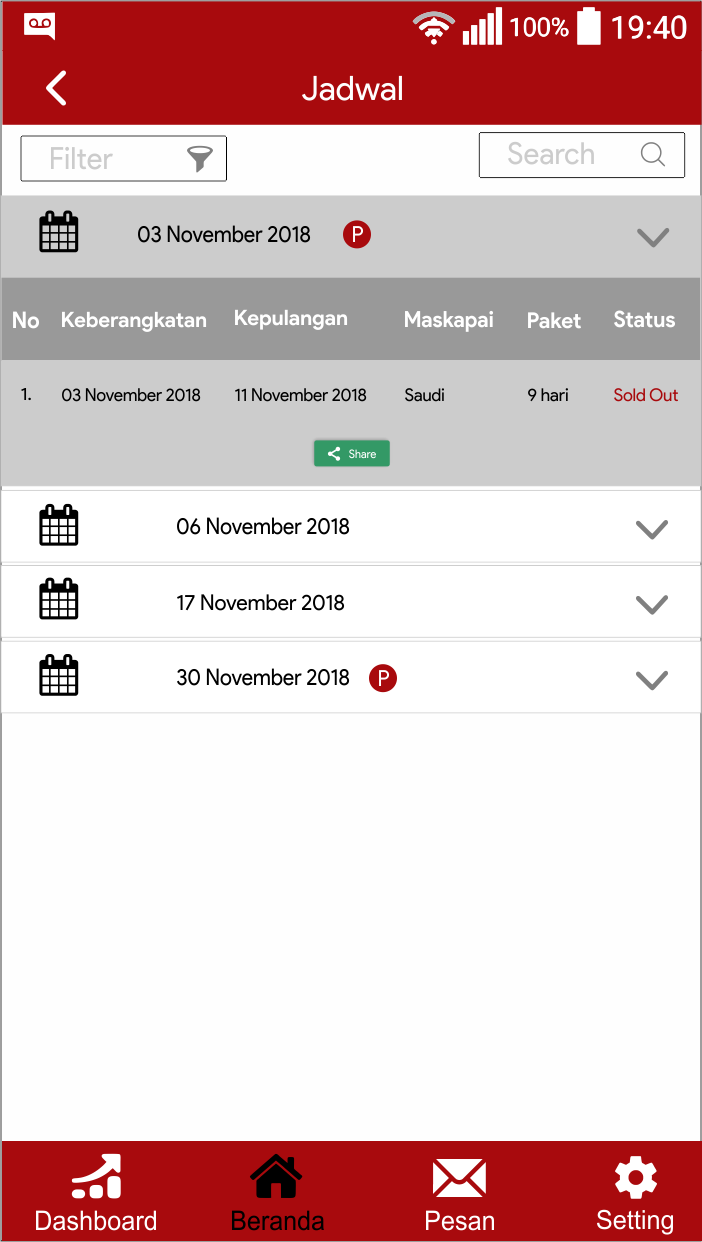 100% 19:40
Jadwal
Filter Search
03 November 2018 P
No Keberangkatan Kepulangan Maskapai Paket Status
1. 03 November 2018 11 November 2018 Saudi 9 hari Sold Out
Share
06 November 2018
17 November 2018
30 November 2018 P
Dashboard Beranda Pesan Setting